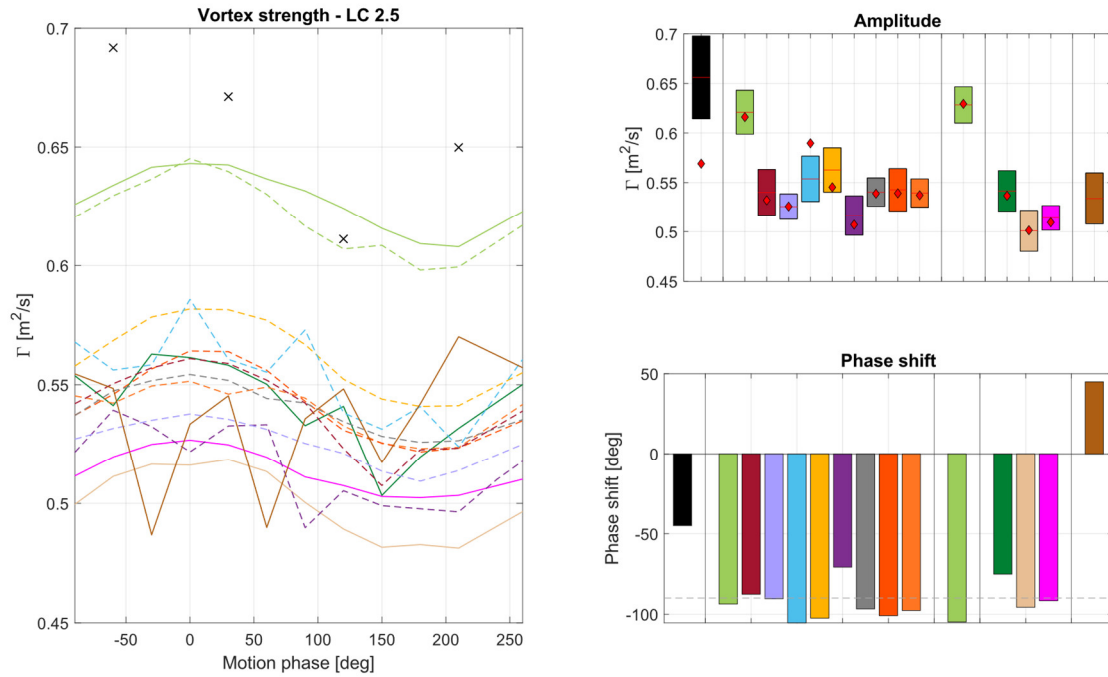 Vortex strength - LC 2.5
0.7
0.65
0.6
0.55
0.5
0.45
Γ [m²/s]
-50 0 50 100 150 200 250
Motion phase [deg]
Amplitude
0.7
0.65
0.6
0.55
0.5
0.45
Γ [m²/s]
Phase shift
50
0
-50
-100
Phase shift [deg]